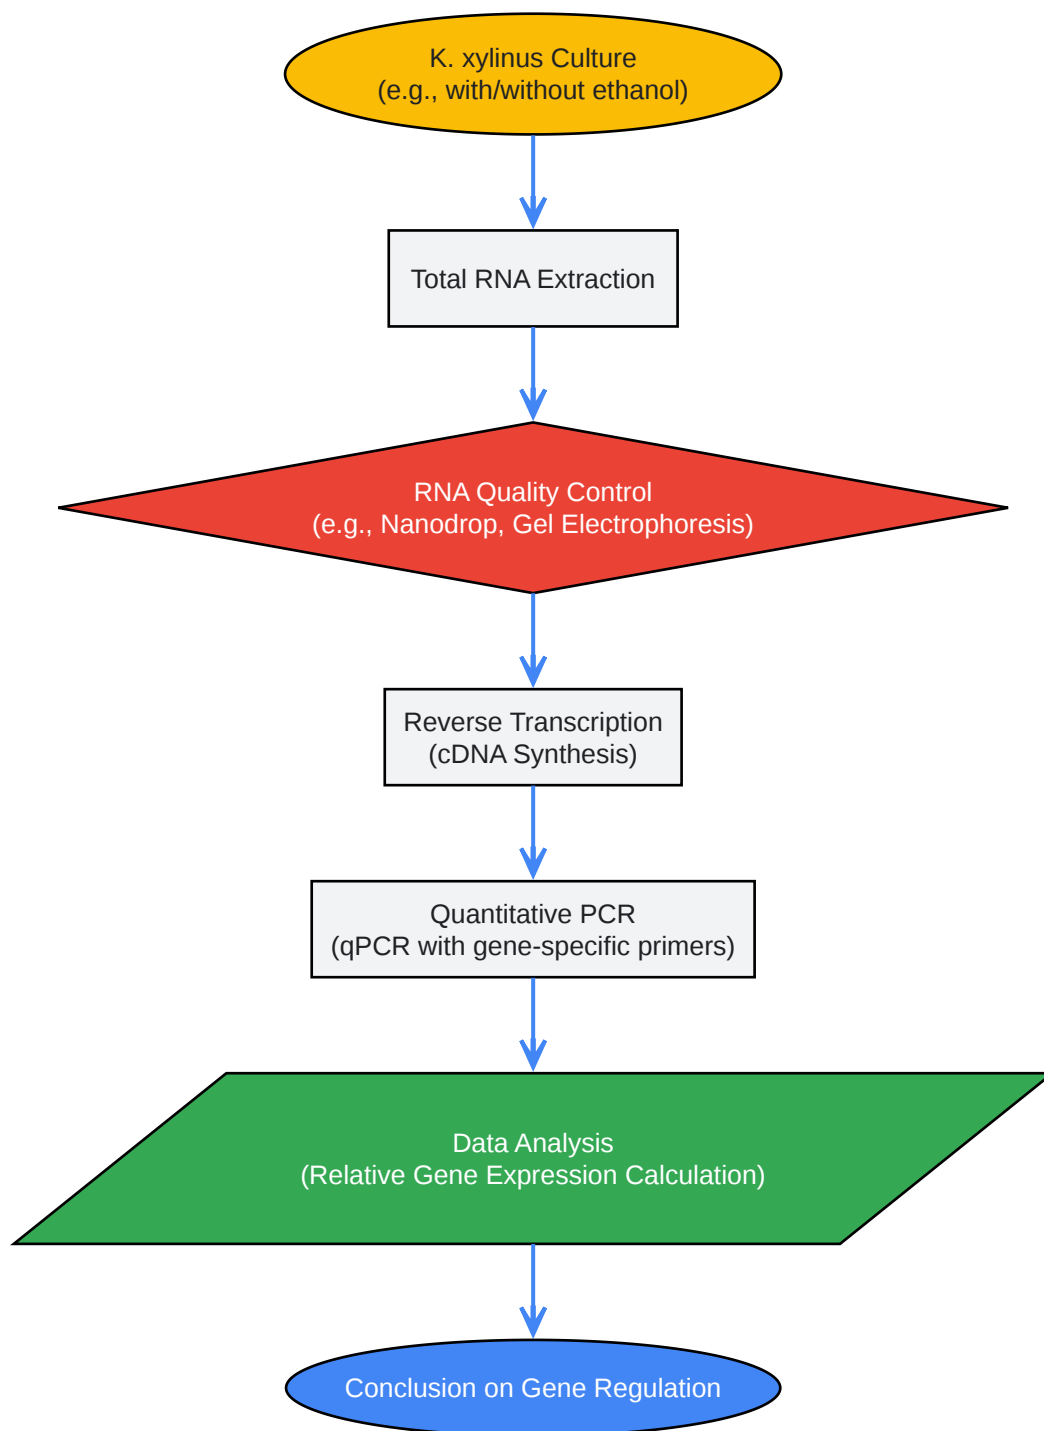 K. xylinus Culture
(e.g., with/without ethanol)
Total RNA Extraction
RNA Quality Control
(e.g., Nanodrop, Gel Electrophoresis)
Reverse Transcription
(cDNA Synthesis)
Quantitative PCR
(qPCR with gene-specific primers)
Data Analysis
(Relative Gene Expression Calculation)
Conclusion on Gene Regulation